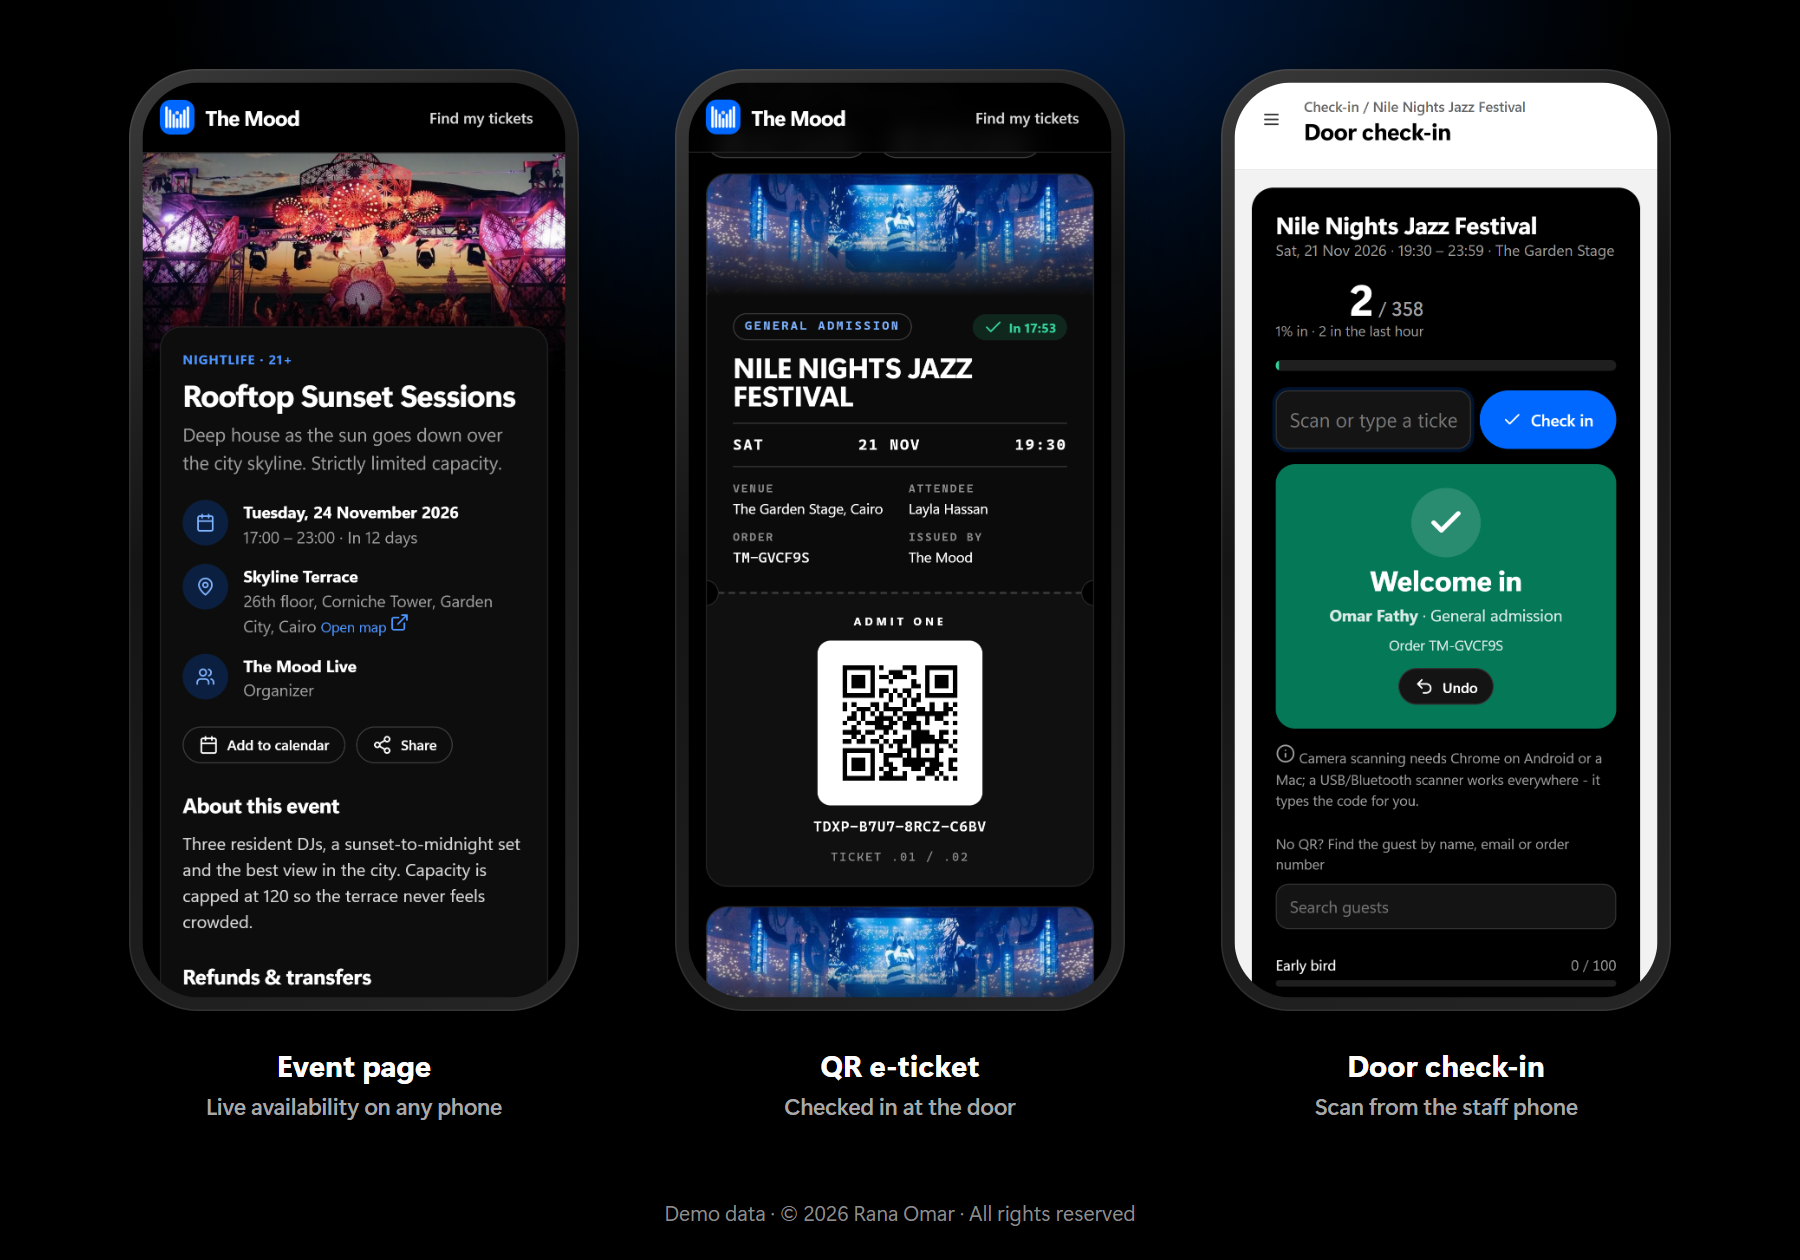 The Mood
Find my tickets
NIGHTLIFE · 21+
Rooftop Sunset Sessions
Deep house as the sun goes down over
the city skyline. Strictly limited capacity.
Tuesday, 24 November 2026
17:00 – 23:00 · In 12 days
Skyline Terrace
26th floor, Corniche Tower, Garden
City, Cairo Open map
The Mood Live
Organizer
Add to calendar
Share
About this event
Three resident DJs, a sunset-to-midnight set
and the best view in the city. Capacity is
capped at 120 so the terrace never feels
crowded.
Refunds & transfers
Event page
Live availability on any phone
The Mood
Find my tickets
GENERAL ADMISSION
In 17:53
NILE NIGHTS JAZZ
FESTIVAL
SAT 21 NOV 19:30
VENUE ATTENDEE
The Garden Stage, Cairo Layla Hassan
ORDER ISSUED BY
TM-GVCF9S The Mood
ADMIT ONE
TDXP-B7U7-8RCZ-C6BV
TICKET .01 / .02
QR e-ticket
Checked in at the door
Check-in / Nile Nights Jazz Festival
Door check-in
Nile Nights Jazz Festival
Sat, 21 Nov 2026 · 19:30 – 23:59 · The Garden Stage
2 / 358
1% in · 2 in the last hour
Scan or type a ticke
Check in
Welcome in
Omar Fathy · General admission
Order TM-GVCF9S
Undo
Camera scanning needs Chrome on Android or a
Mac; a USB/Bluetooth scanner works everywhere - it
types the code for you.
No QR? Find the guest by name, email or order
number
Search guests
Early bird 0 / 100
Door check-in
Scan from the staff phone
Demo data · © 2026 Rana Omar · All rights reserved